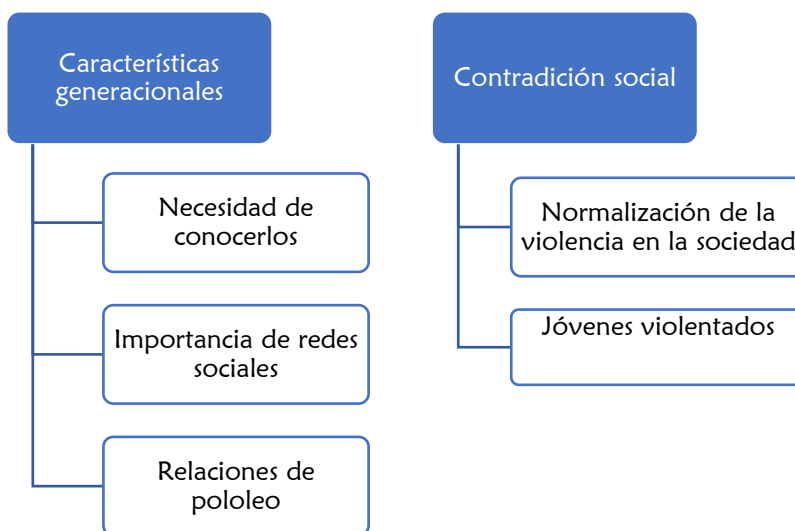 Características
generacionales
Necesidad de
conocerlos
Importancia de redes
sociales
Relaciones de
pololeo
Contradición social
Normalización de la
violencia en la sociedad
Jóvenes violentados